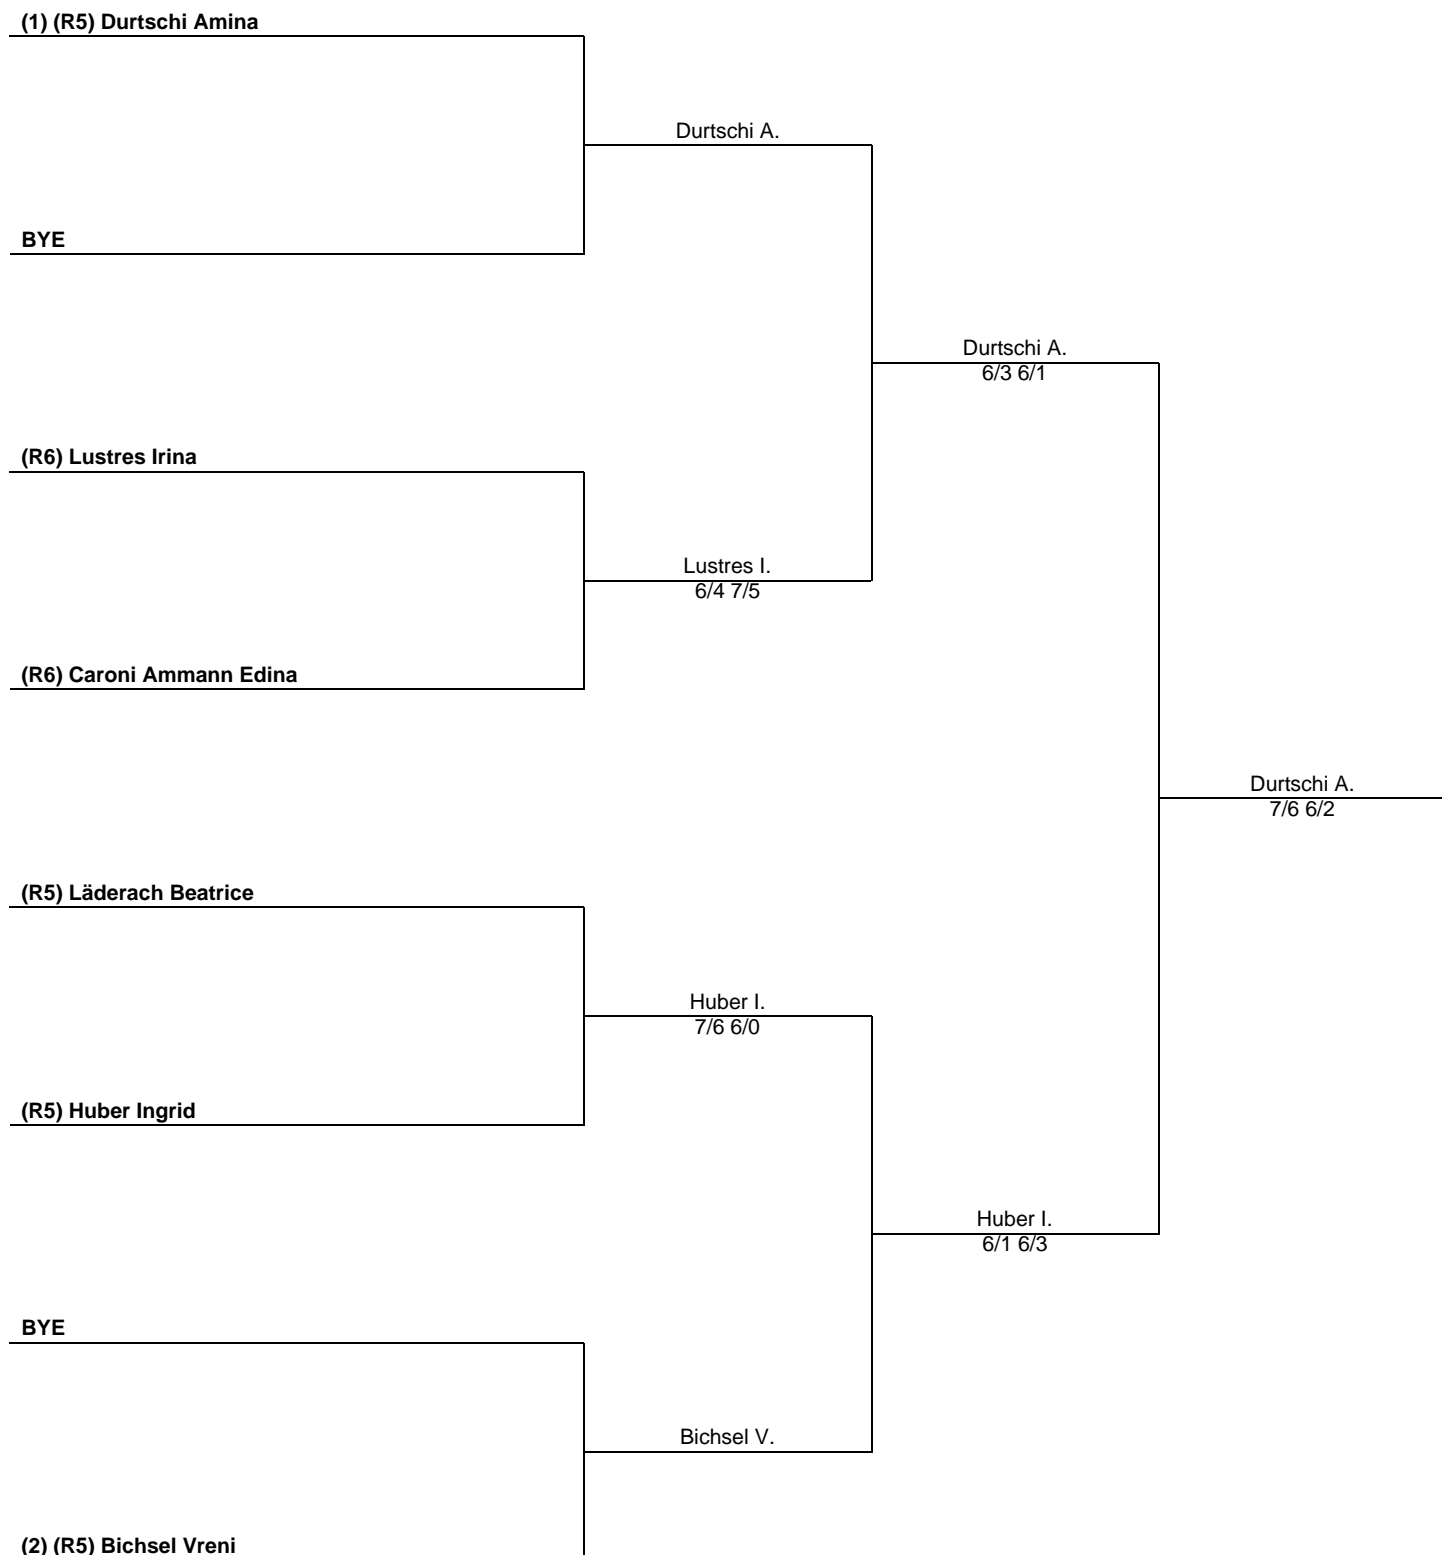 (1) (R5) Durtschi Amina
Durtschi A.
BYE
Durtschi A.
6/3 6/1
(R6) Lustres Irina
Lustres I.
6/4 7/5
(R6) Caroni Ammann Edina
Durtschi A.
7/6 6/2
(R5) Läderach Beatrice
Huber I.
7/6 6/0
(R5) Huber Ingrid
Huber I.
6/1 6/3
BYE
Bichsel V.
(2) (R5) Bichsel Vreni